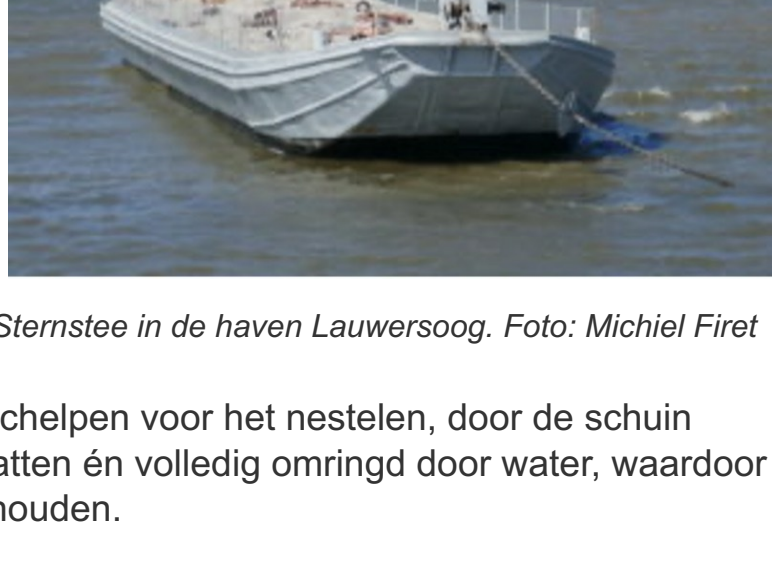 Sternstee in de haven Lauwersoog. Foto: Michiel Firet
chelpen voor het nestelen, door de schuin
atten én volledig omringd door water, waardoor
houden.